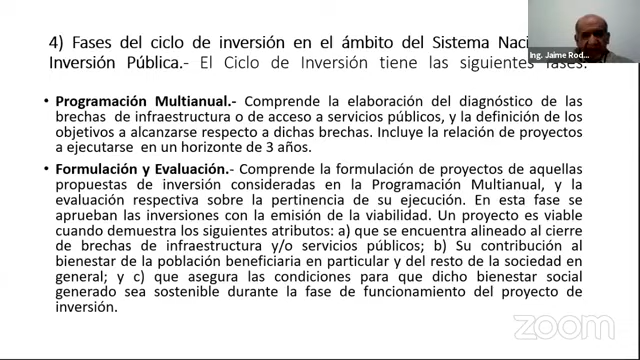 4) Fases del ciclo de inversión en el ámbito del Sistema
Inversión Pública.- El Ciclo de Inversión tiene las siguientes fases:
Ing. Jaime Rod...
• Programación Multianual.- Comprende la elaboración del diagnóstico de las
brechas de infraestructura o de acceso a servicios públicos, y la definición de los
objetivos a alcanzarse respecto a dichas brechas. Incluye la relación de proyectos
a ejecutarse en un horizonte de 3 años.
• Formulación y Evaluación.- Comprende la formulación de proyectos de aquellas
propuestas de inversión consideradas en la Programación Multianual, y la
evaluación respectiva sobre la pertinencia de su ejecución. En esta fase se
aprueban las inversiones con la emisión de la viabilidad. Un proyecto es viable
cuando demuestra los siguientes atributos: a) que se encuentra alineado al cierre
de brechas de infraestructura y/o servicios públicos; b) Su contribución al
bienestar de la población beneficiaria en particular y del resto de la sociedad en
general; y c) que asegura las condiciones para que dicho bienestar social
generado sea sostenible durante la fase de funcionamiento del proyecto de
inversión.
zoom